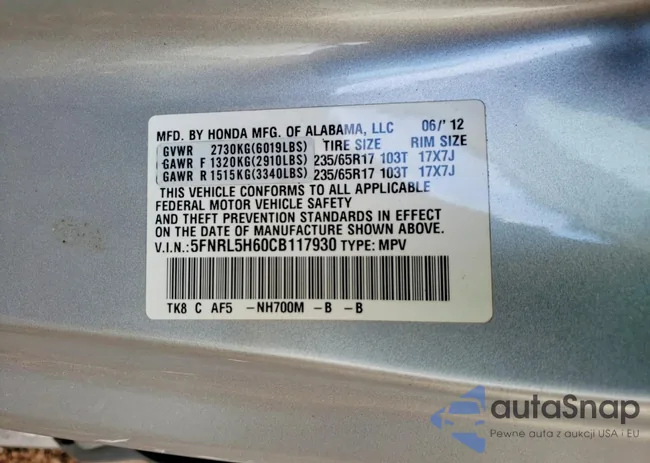 MFD. BY HONDA MFG. OF ALABAMA, LLC 06/'12
GVWR 2730KG(6019LBS) TIRE SIZE RIM SIZE
GAWR F 1320KG(2910LBS) 235/65R17 103T 17X7J
GAWR R 1515KG(3340LBS) 235/65R17 103T 17X7J
THIS VEHICLE CONFORMS TO ALL APPLICABLE
FEDERAL MOTOR VEHICLE SAFETY
AND THEFT PREVENTION STANDARDS IN EFFECT
ON THE DATE OF MANUFACTURE SHOWN ABOVE.
V.I.N.: 5FNRL5H60CB117930 TYPE: MPV
TK8 C AF5 -NH700M -B -B
autaSnap
Pewne auta z aukcji USA i EU